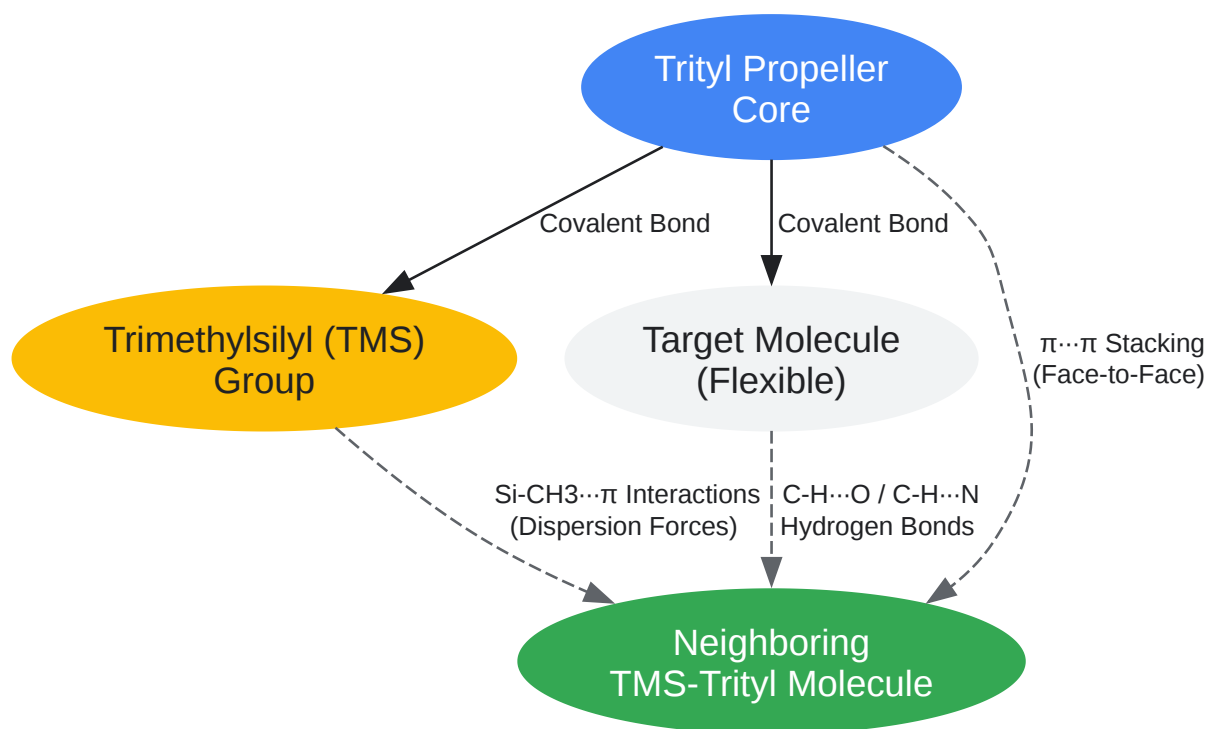 Trityl Propeller
Core
Covalent Bond
Covalent Bond
Trimethylsilyl (TMS)
Group
Target Molecule
(Flexible)
π···π Stacking
(Face-to-Face)
Si-CH3···π Interactions
(Dispersion Forces)
C-H···O / C-H···N
Hydrogen Bonds
Neighboring
TMS-Trityl Molecule